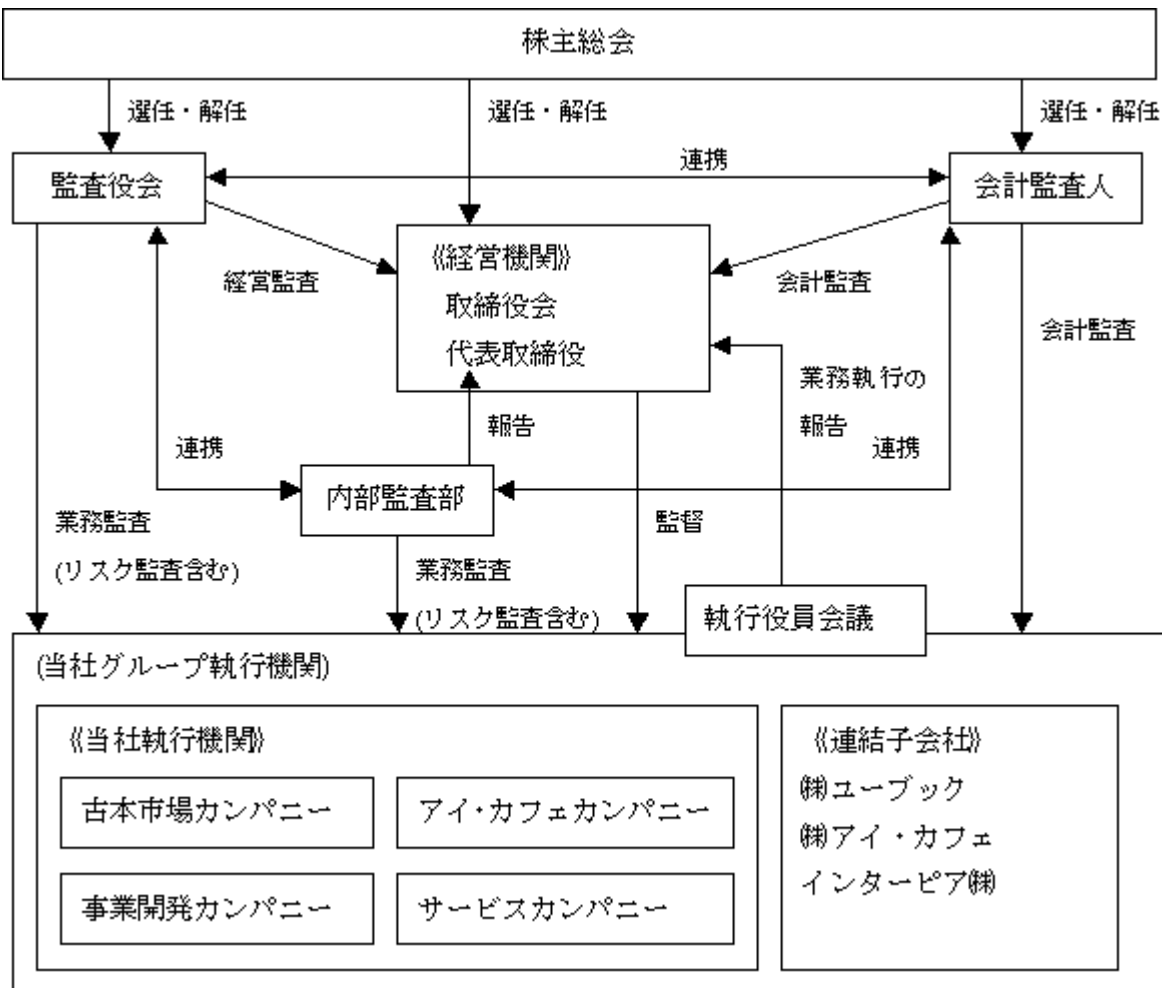 株主総会
選任・解任
選任・解任
選任・解任
監査役会
連携
会計監査人
《経営機関》
取締役会
代表取締役
経営監査
会計監査
会計監査
業務執行の
報告
報告
連携
連携
内部監査部
業務監査
(リスク監査含む)
業務監査
(リスク監査含む)
監督
執行役員会議
(当社グループ執行機関)
《当社執行機関》
古本市場カンパニー
アイ・カフェカンパニー
事業開発カンパニー
サービスカンパニー
《連結子会社》
㈱ユーブック
㈱アイ・カフェ
インターピア㈱